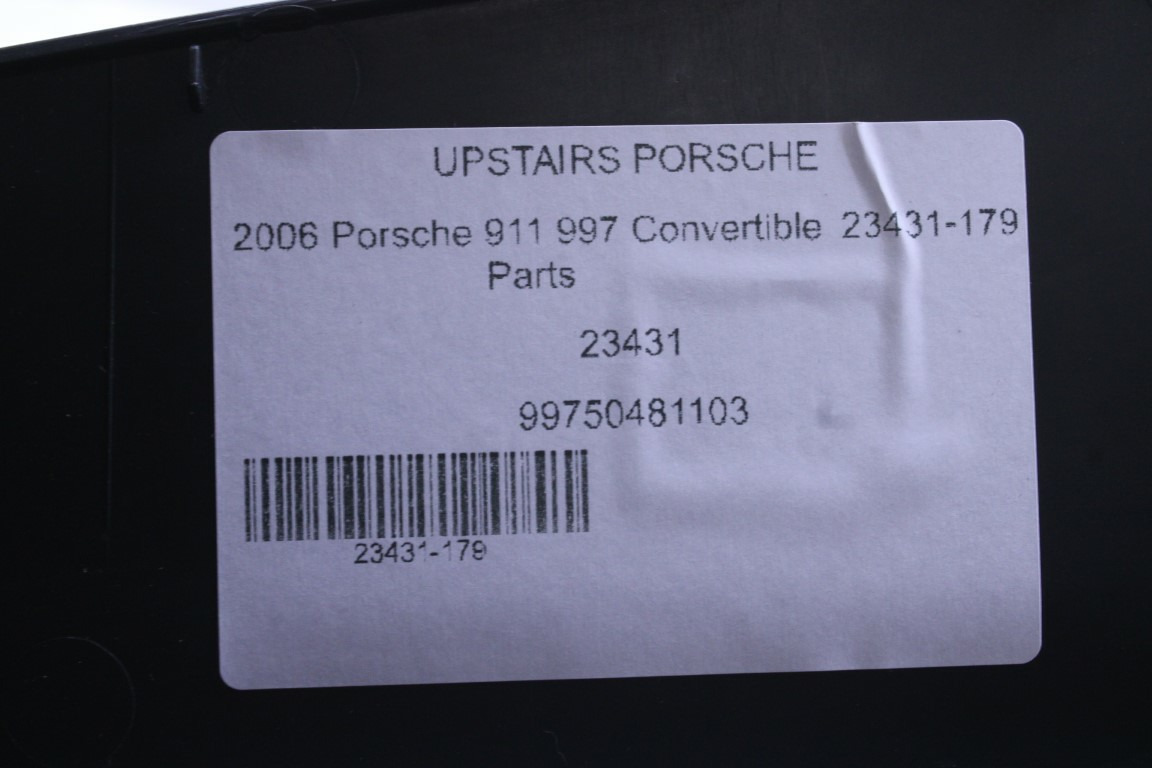 UPSTAIRS PORSCHE
2006 Porsche 911 997 Convertible 23431-179
Parts
23431
99750481103
23431-179